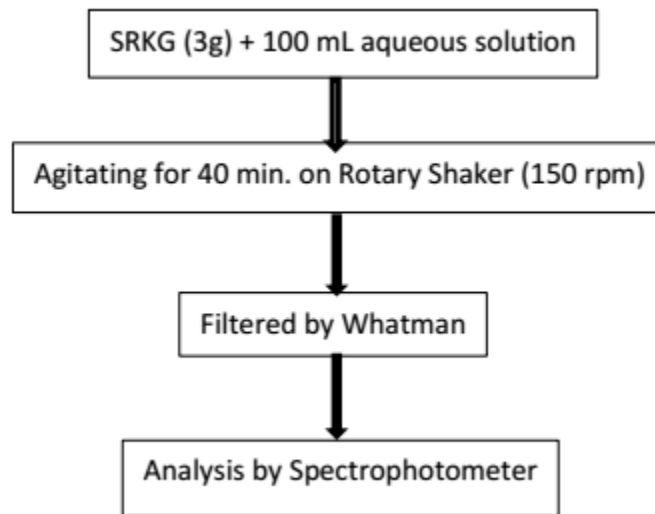 SRKG (3g) + 100 mL aqueous solution
Agitating for 40 min. on Rotary Shaker (150 rpm)
Filtered by Whatman
Analysis by Spectrophotometer